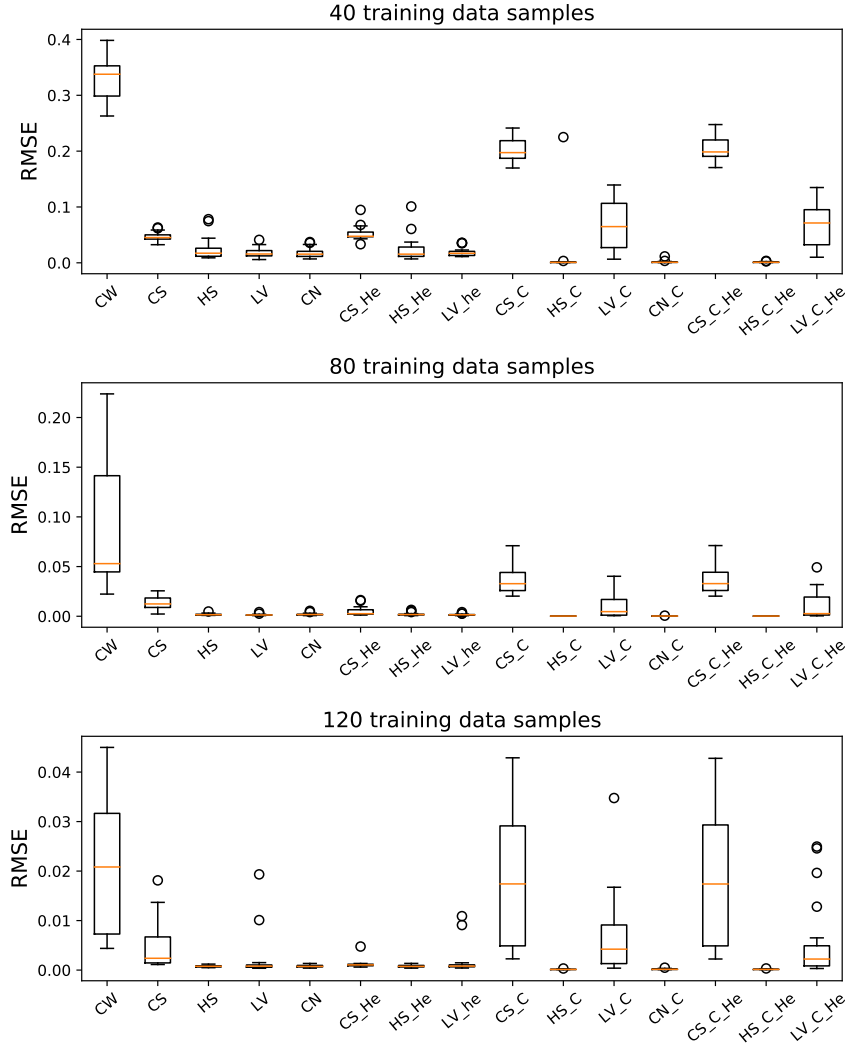 40 training data samples
RMSE
0.4
0.3
0.2
0.1
0.0
CW CS HS LV CN CS_He HS_He LV_he CS_C HS_C LV_C CN_C CS_C_He HS_C_He LV_C_He
80 training data samples
RMSE
0.20
0.15
0.10
0.05
0.00
CW CS HS LV CN CS_He HS_He LV_he CS_C HS_C LV_C CN_C CS_C_He HS_C_He LV_C_He
120 training data samples
RMSE
0.04
0.03
0.02
0.01
0.00
CW CS HS LV CN CS_He HS_He LV_he CS_C HS_C LV_C CN_C CS_C_He HS_C_He LV_C_He